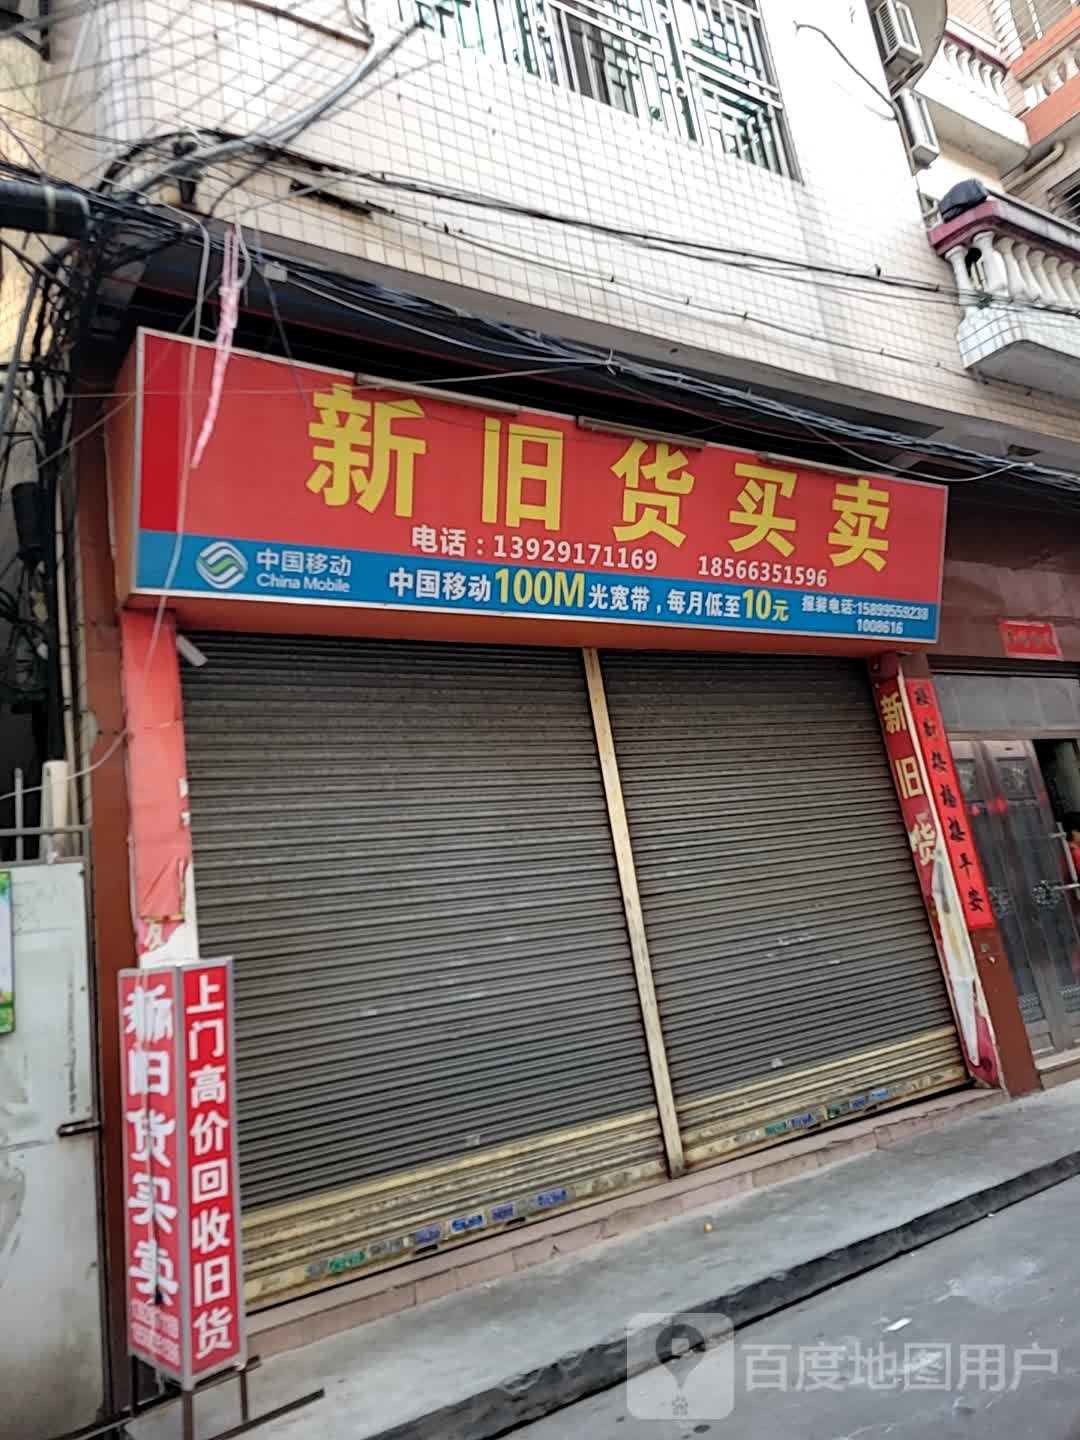 新旧货买卖
电话：13929171169 18566351596
中国移动
China Mobile
中国移动100M光宽带，每月低至10元
报装电话:15899559238
1008616
新旧货
新旧货买卖
上门高价回收旧货
百度地图用户